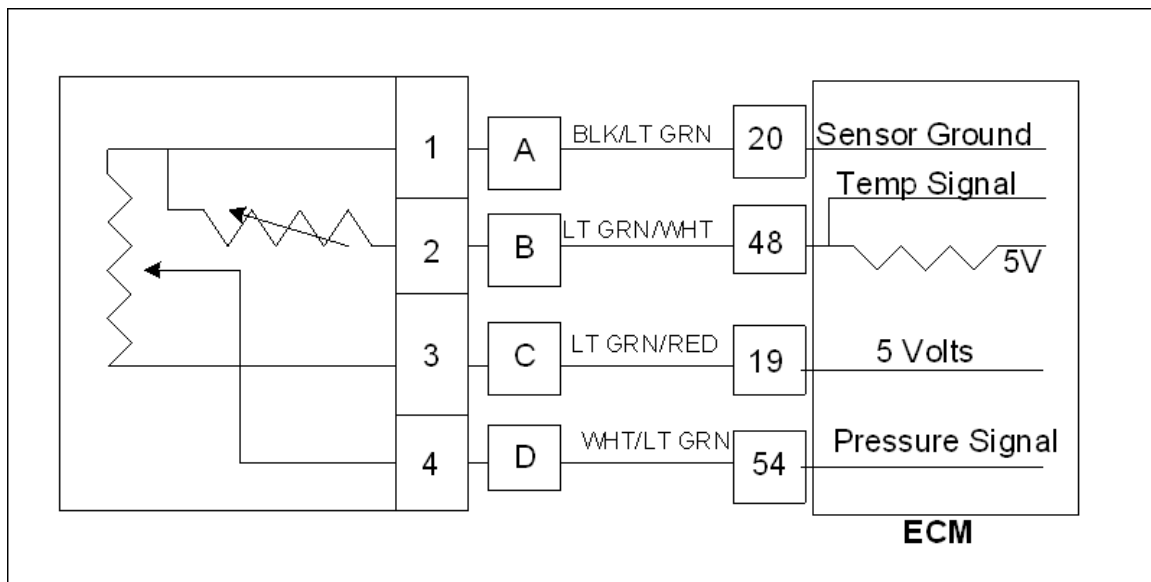 1 A BLK/LT GRN 20 Sensor Ground
Temp Signal
2 B LT GRN/WHT 48
5V
3 C LT GRN/RED 19 5 Volts
4 D WHT/LT GRN 54 Pressure Signal
ECM